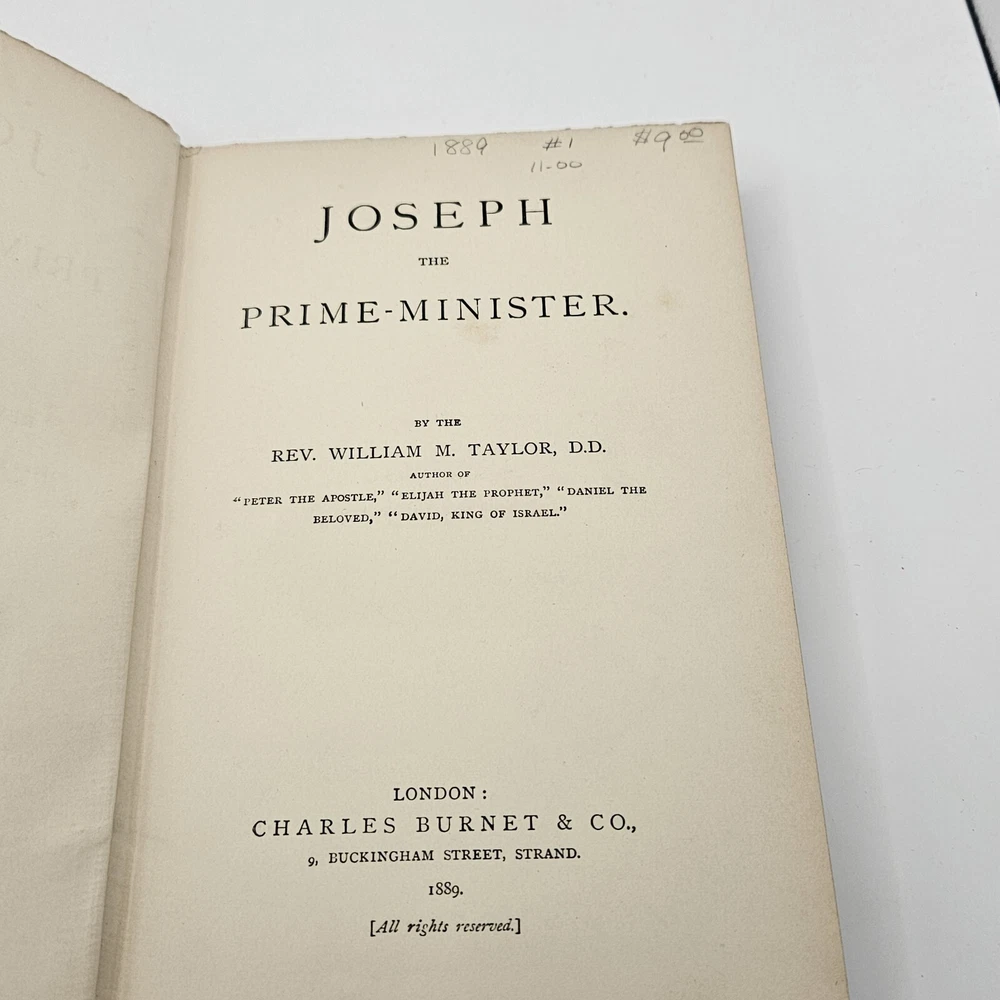 1889 #1 $9.00
11-00
JOSEPH
THE
PRIME-MINISTER.
BY THE
REV. WILLIAM M. TAYLOR, D.D.
AUTHOR OF
"PETER THE APOSTLE," "ELIJAH THE PROPHET," "DANIEL THE
BELOVED," "DAVID, KING OF ISRAEL."
LONDON:
CHARLES BURNET & CO.,
9, BUCKINGHAM STREET, STRAND.
1889.
[All rights reserved.]